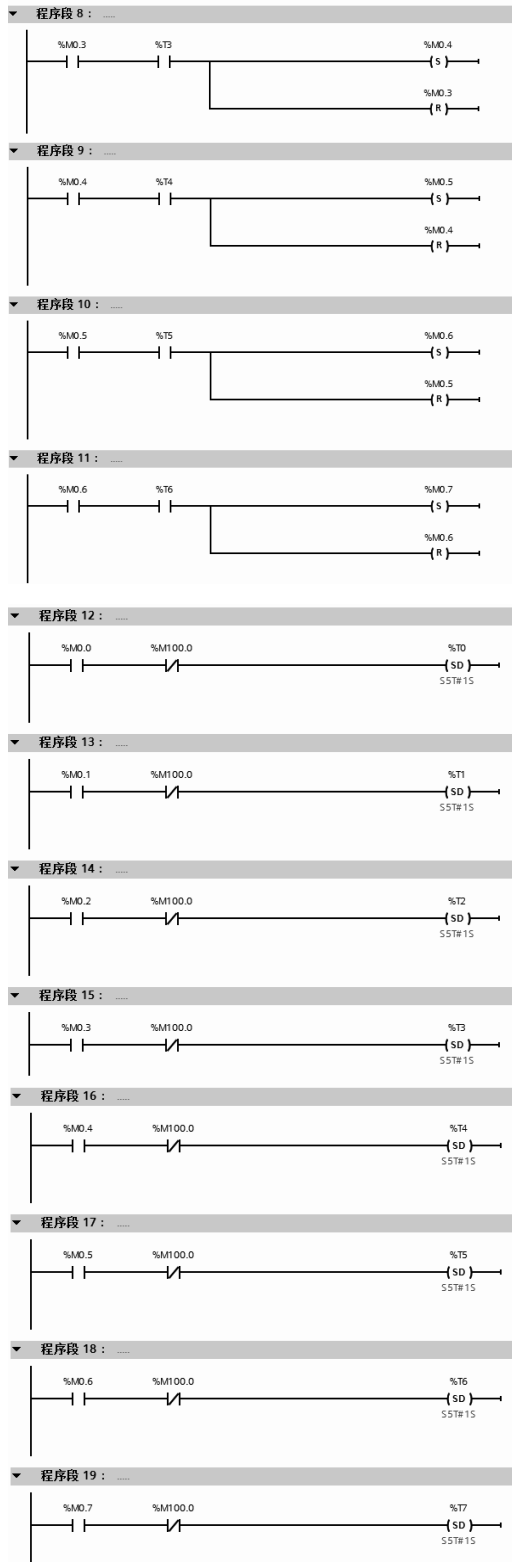 程序段 8： .....
%M0.3 %T3 %M0.4
S
%M0.3
R
程序段 9： .....
%M0.4 %T4 %M0.5
S
%M0.4
R
程序段 10： .....
%M0.5 %T5 %M0.6
S
%M0.5
R
程序段 11： .....
%M0.6 %T6 %M0.7
S
%M0.6
R
程序段 12： .....
%M0.0 %M100.0 %T0
SD
S5T#1S
程序段 13： .....
%M0.1 %M100.0 %T1
SD
S5T#1S
程序段 14： .....
%M0.2 %M100.0 %T2
SD
S5T#1S
程序段 15： .....
%M0.3 %M100.0 %T3
SD
S5T#1S
程序段 16： .....
%M0.4 %M100.0 %T4
SD
S5T#1S
程序段 17： .....
%M0.5 %M100.0 %T5
SD
S5T#1S
程序段 18： .....
%M0.6 %M100.0 %T6
SD
S5T#1S
程序段 19： .....
%M0.7 %M100.0 %T7
SD
S5T#1S